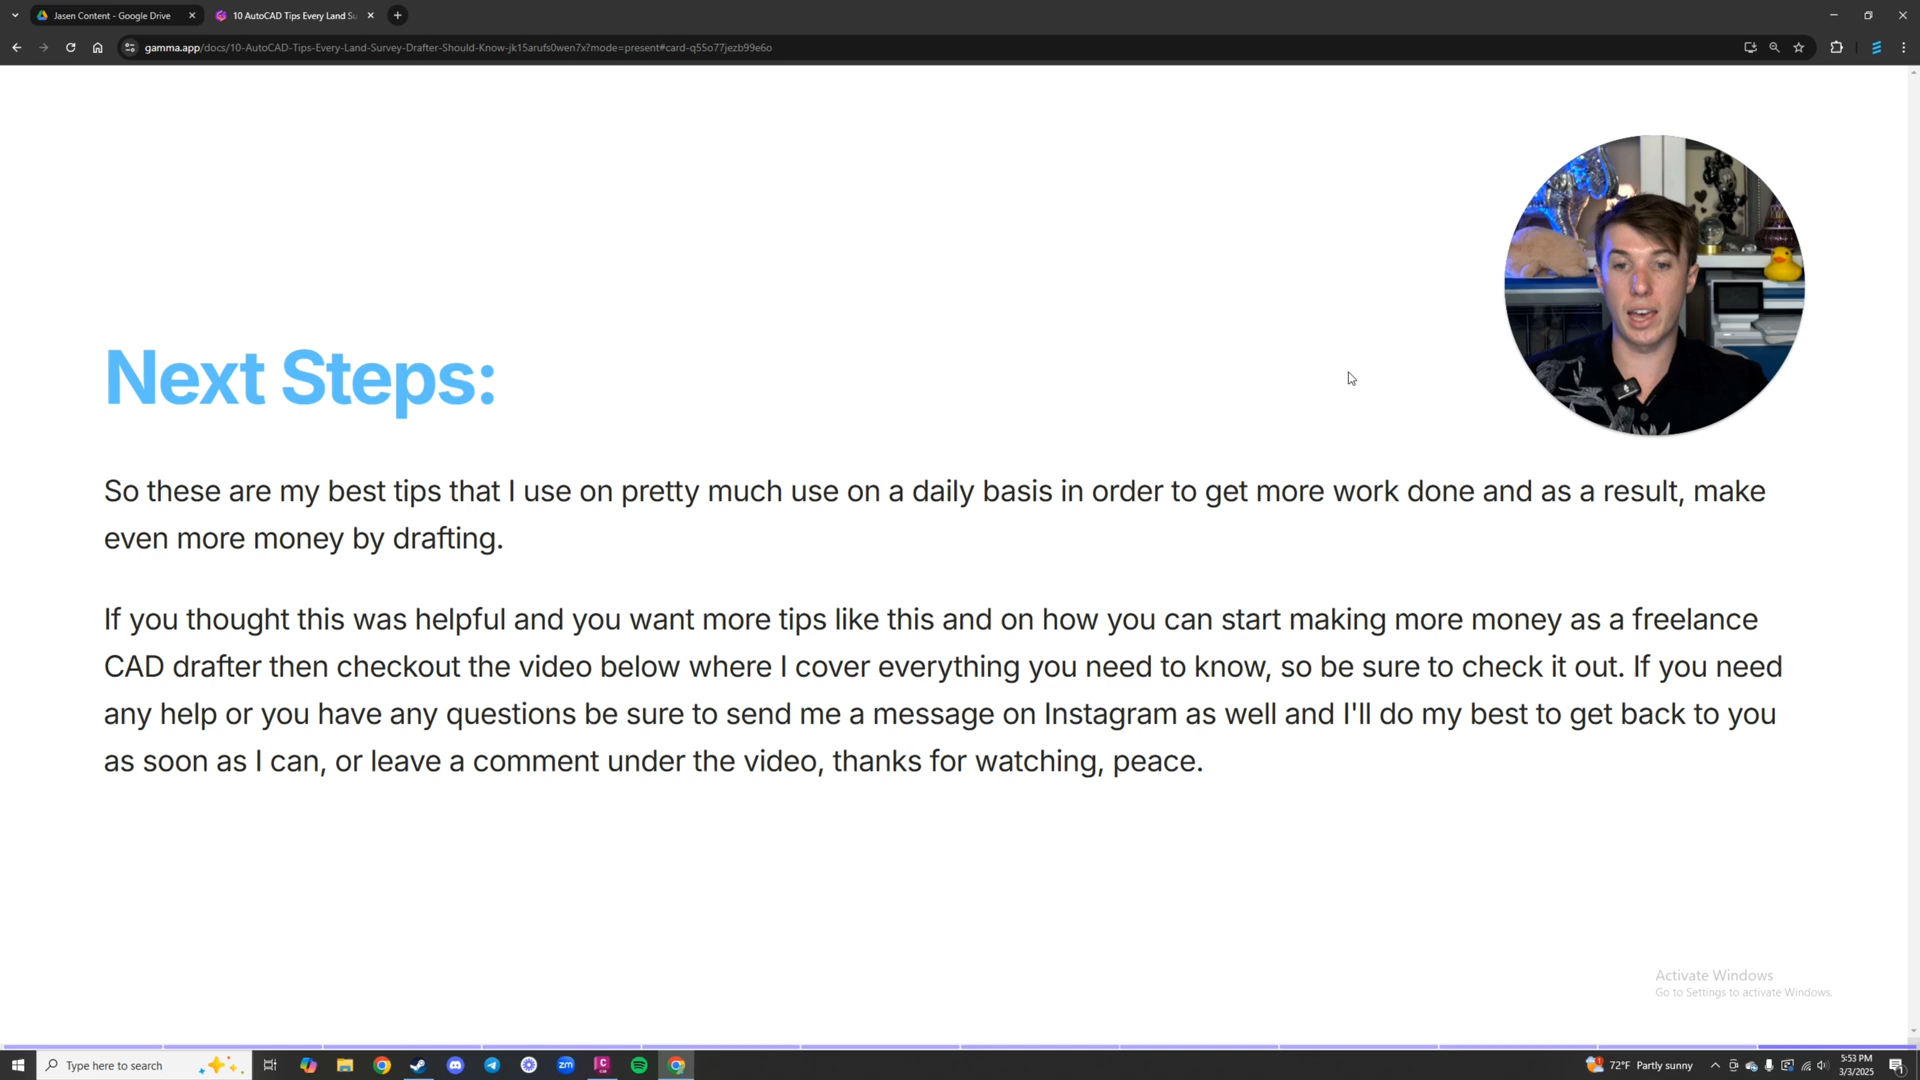 Jasen Content - Google Drive
10 AutoCAD Tips Every Land Su
gamma.app/docs/10-AutoCAD-Tips-Every-Land-Survey-Drafter-Should-Know-jk15arufs0wen7x?mode=present#card-q55o77jezb99e6o
Next Steps:
So these are my best tips that I use on pretty much use on a daily basis in order to get more work done and as a result, make
even more money by drafting.
If you thought this was helpful and you want more tips like this and on how you can start making more money as a freelance
CAD drafter then checkout the video below where I cover everything you need to know, so be sure to check it out. If you need
any help or you have any questions be sure to send me a message on Instagram as well and I'll do my best to get back to you
as soon as I can, or leave a comment under the video, thanks for watching, peace.
Activate Windows
Go to Settings to activate Windows.
Type here to search
zm
72°F Partly sunny
5:53 PM
3/3/2025